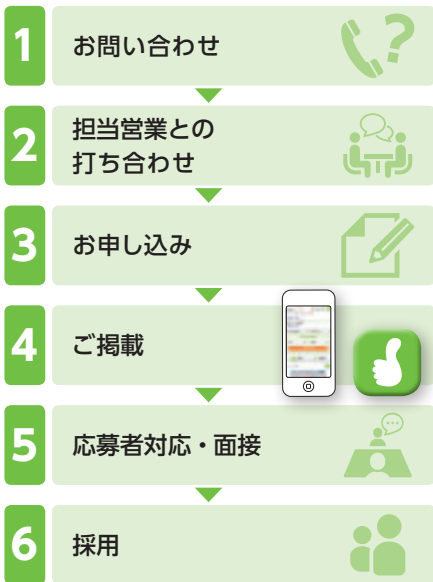 1
お問い合わせ
?
2
担当営業との
打ち合わせ
3
お申し込み
4
ご掲載
5
応募者対応・面接
6
採用